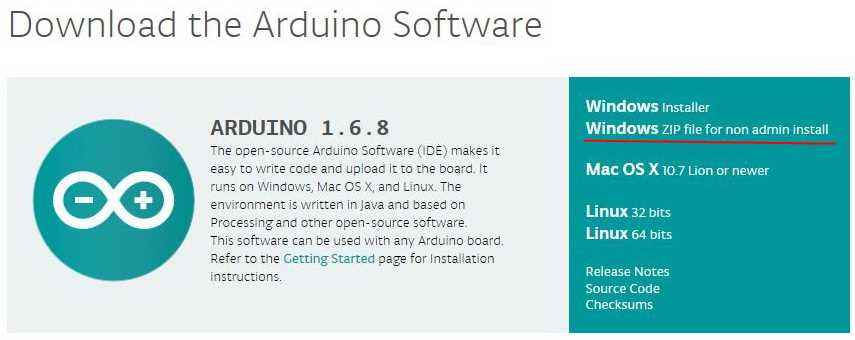 Download the Arduino Software
ARDUINO 1.6.8
The open-source Arduino Software (IDE) makes it
easy to write code and upload it to the board. It
runs on Windows, Mac OS X, and Linux. The
environment is written in Java and based on
Processing and other open-source software.
This software can be used with any Arduino board.
Refer to the Getting Started page for Installation
instructions.
Windows Installer
Windows ZIP file for non admin install
Mac OS X 10.7 Lion or newer
Linux 32 bits
Linux 64 bits
Release Notes
Source Code
Checksums